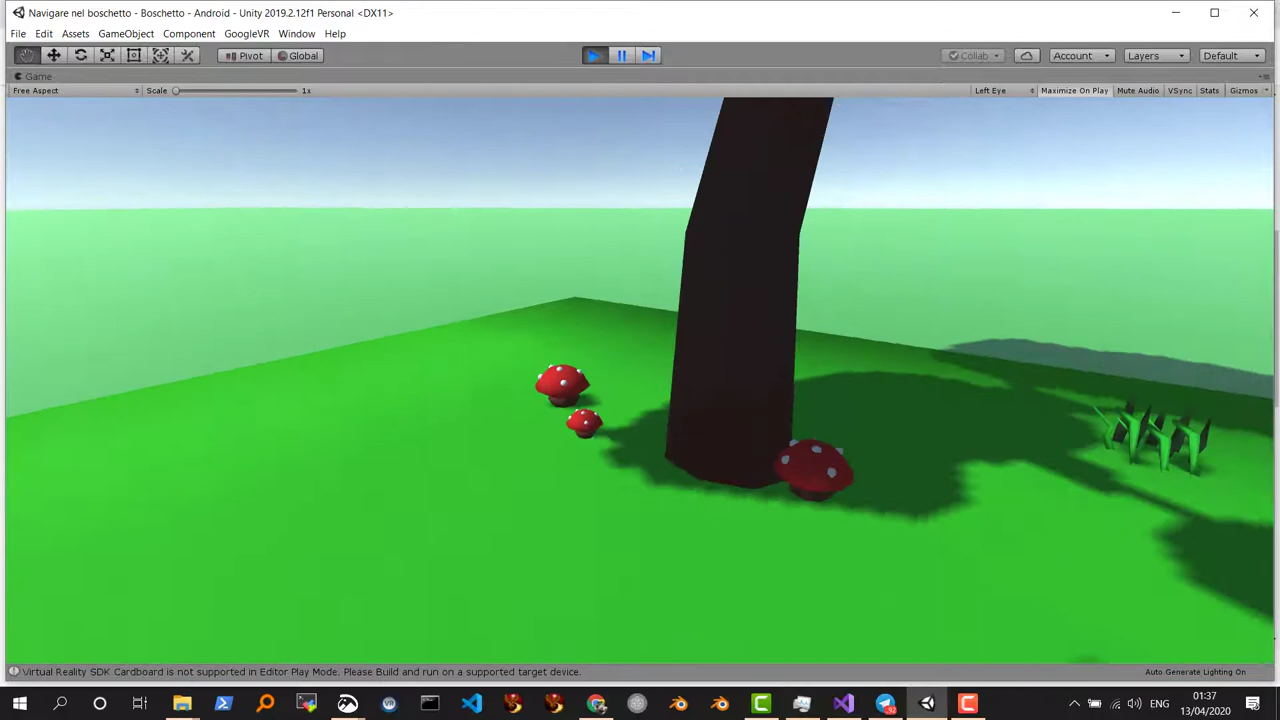 Navigare nel boschetto - Boschetto - Android - Unity 2019.2.12f1 Personal <DX11>
File Edit Assets GameObject Component GoogleVR Window Help
Pivot Global Collab Account Layers Default
Game
Free Aspect Scale 1x Left Eye Maximize On Play Mute Audio VSync Stats Gizmos
Virtual Reality SDK Cardboard is not supported in Editor Play Mode. Please Build and run on a supported target device. Auto Generate Lighting On
VR 92 ENG 01:37
13/04/2020